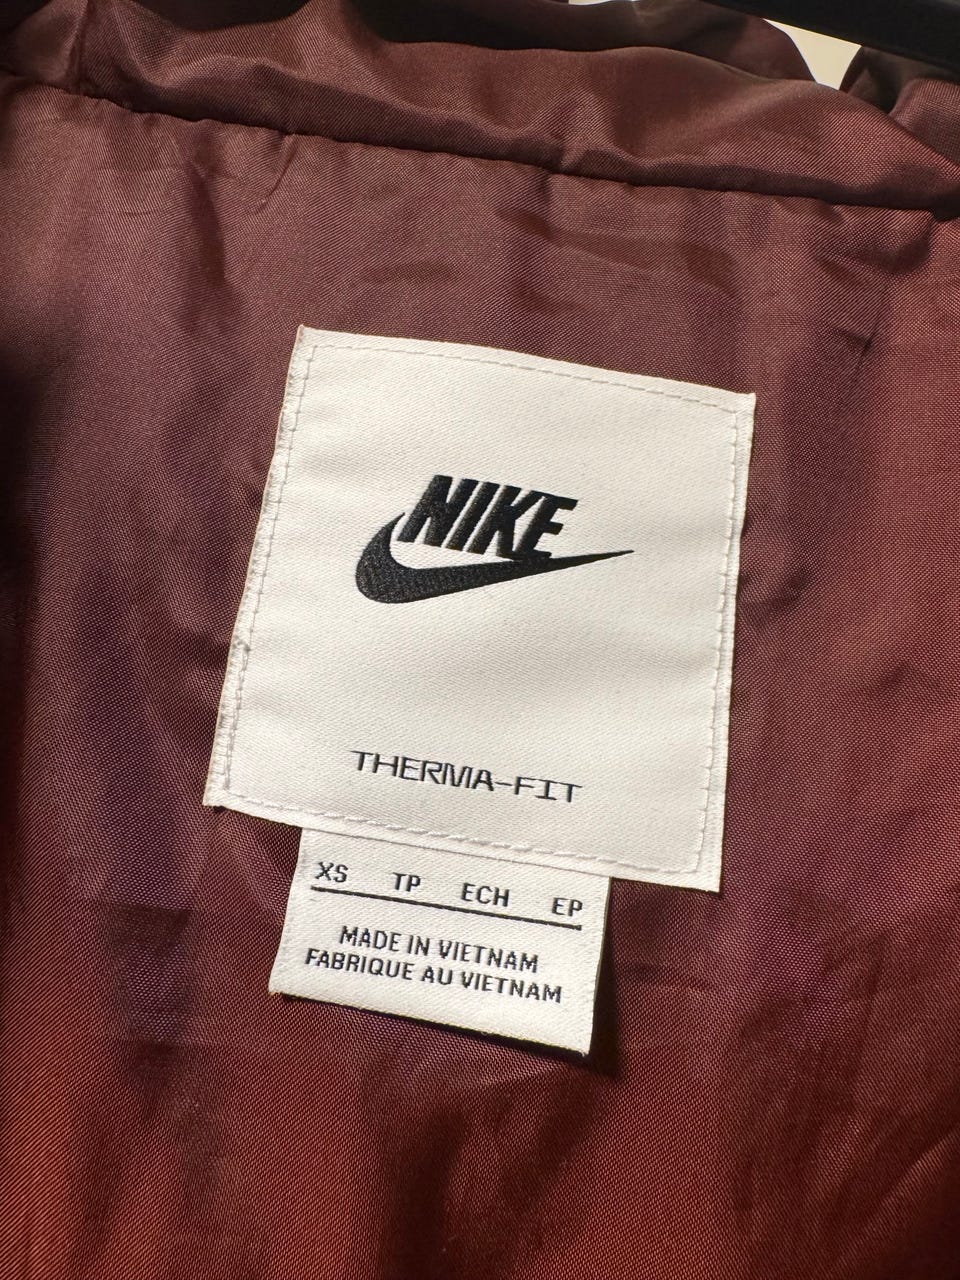 NIKE
THERMA-FIT
XS TP ECH EP
MADE IN VIETNAM
FABRIQUE AU VIETNAM